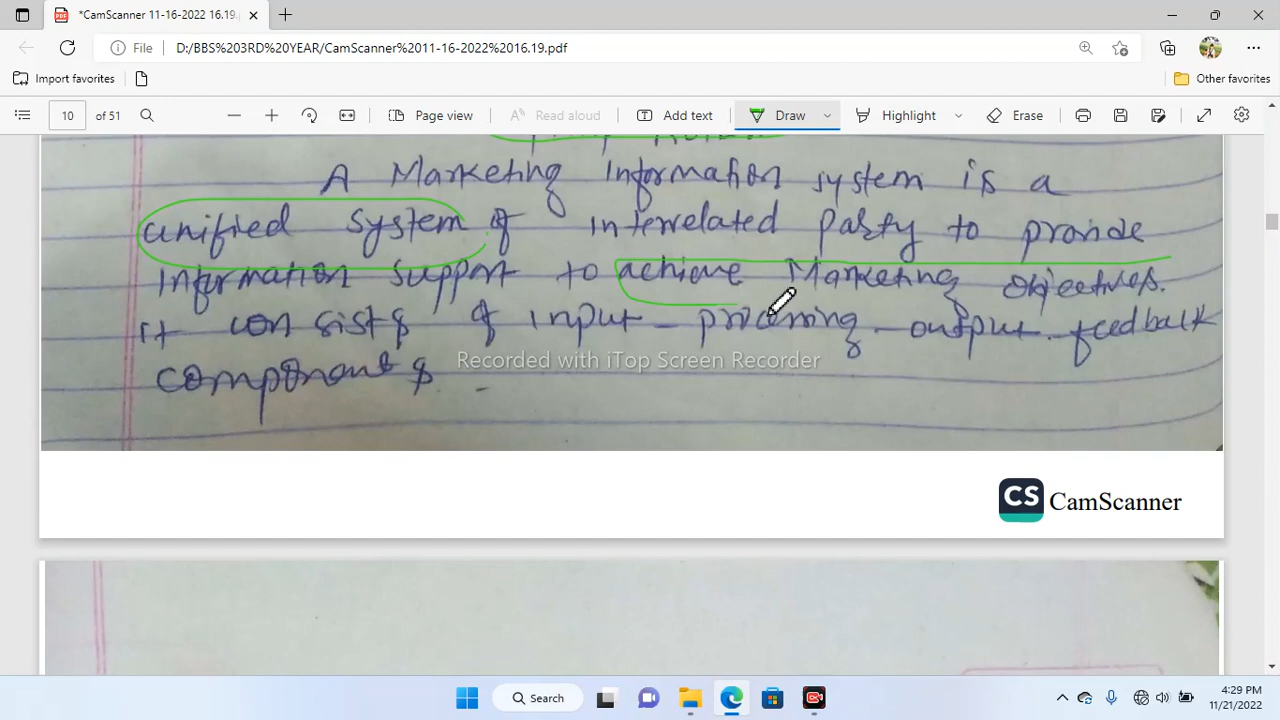 *CamScanner 11-16-2022 16.19.
File D:/BBS%203RD%20YEAR/CamScanner%2011-16-2022%2016.19.pdf
Import favorites Other favorites
10 of 51 Page view Read aloud Add text Draw Highlight Erase
A Marketing Information system is a
unified system of interrelated party to provide
Information support to achieve Marketing Objectives.
It consists of input - processing - output . feedback
components
Recorded with iTop Screen Recorder
CS CamScanner
Search
4:29 PM
11/21/2022